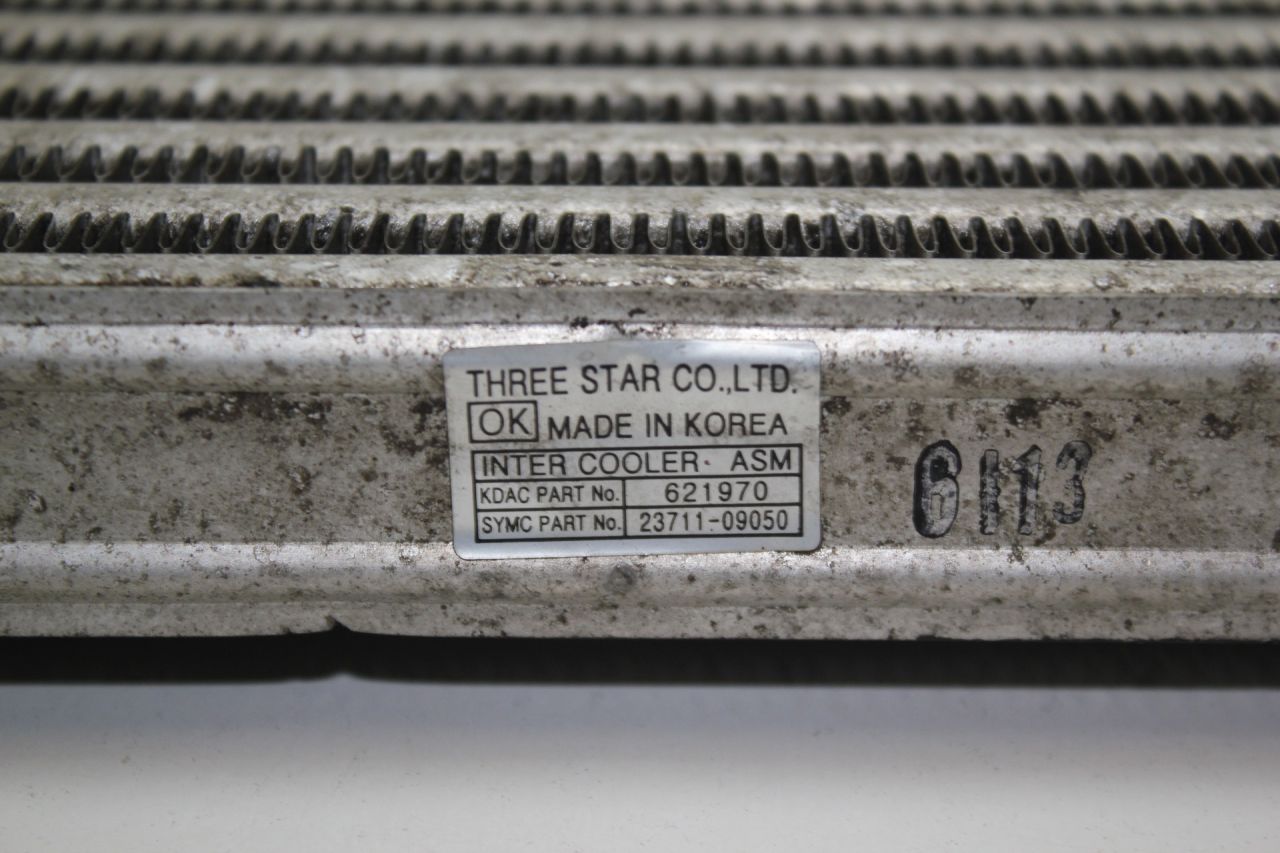 THREE STAR CO.,LTD.
OK MADE IN KOREA
INTER COOLER ASM
KDAC PART No. 621970
SYMC PART No. 23711-09050
6113